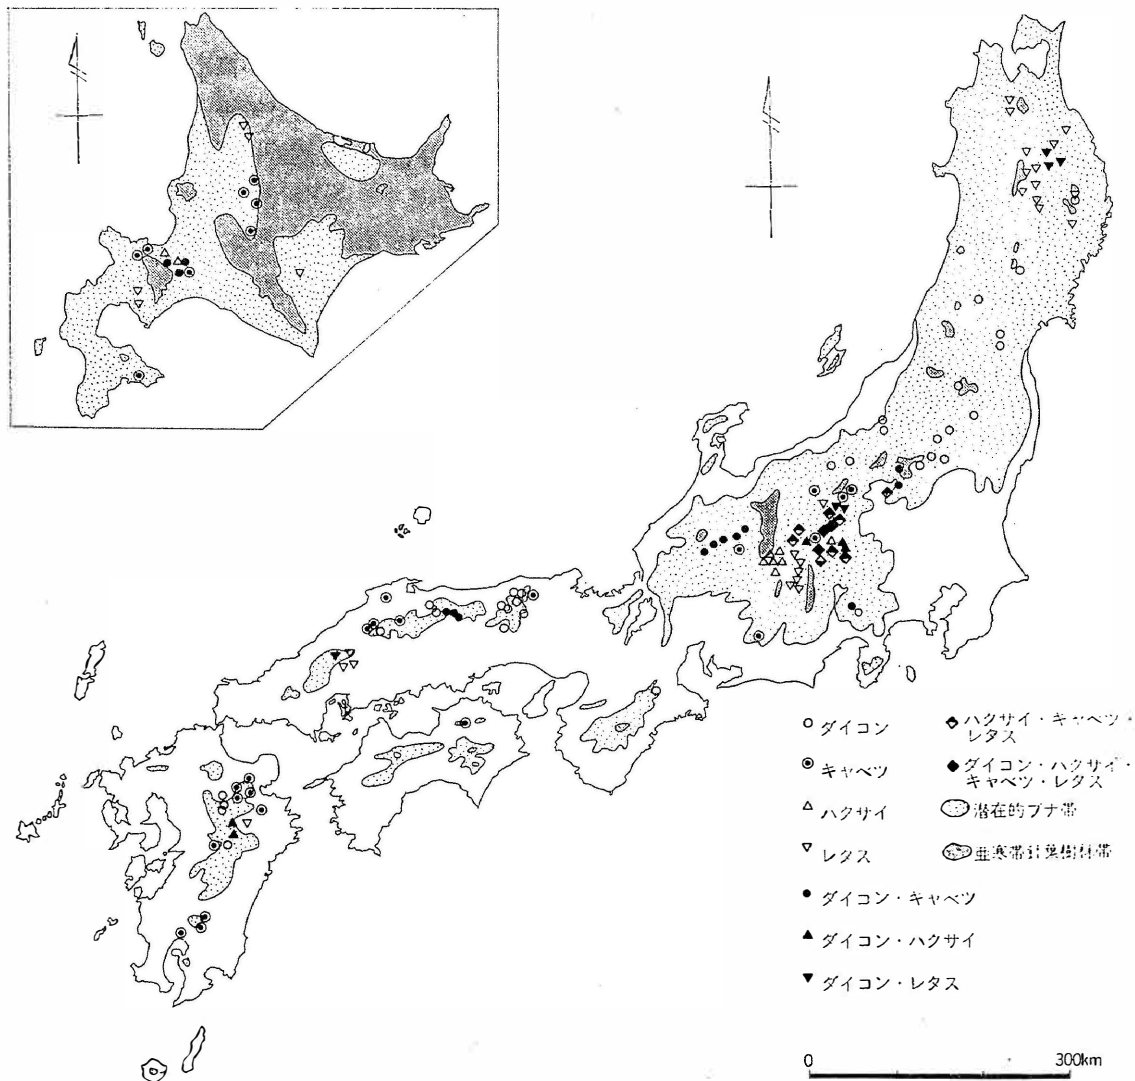 ダイコン
キャベツ
ハクサイ
レタス
ダイコン・キャベツ
ダイコン・ハクサイ
ダイコン・レタス
ハクサイ・キャベツ・
レタス
ダイコン・ハクサイ・
キャベツ・レタス
潜在的ブナ帯
亜寒帯針葉樹林帯
0 300km